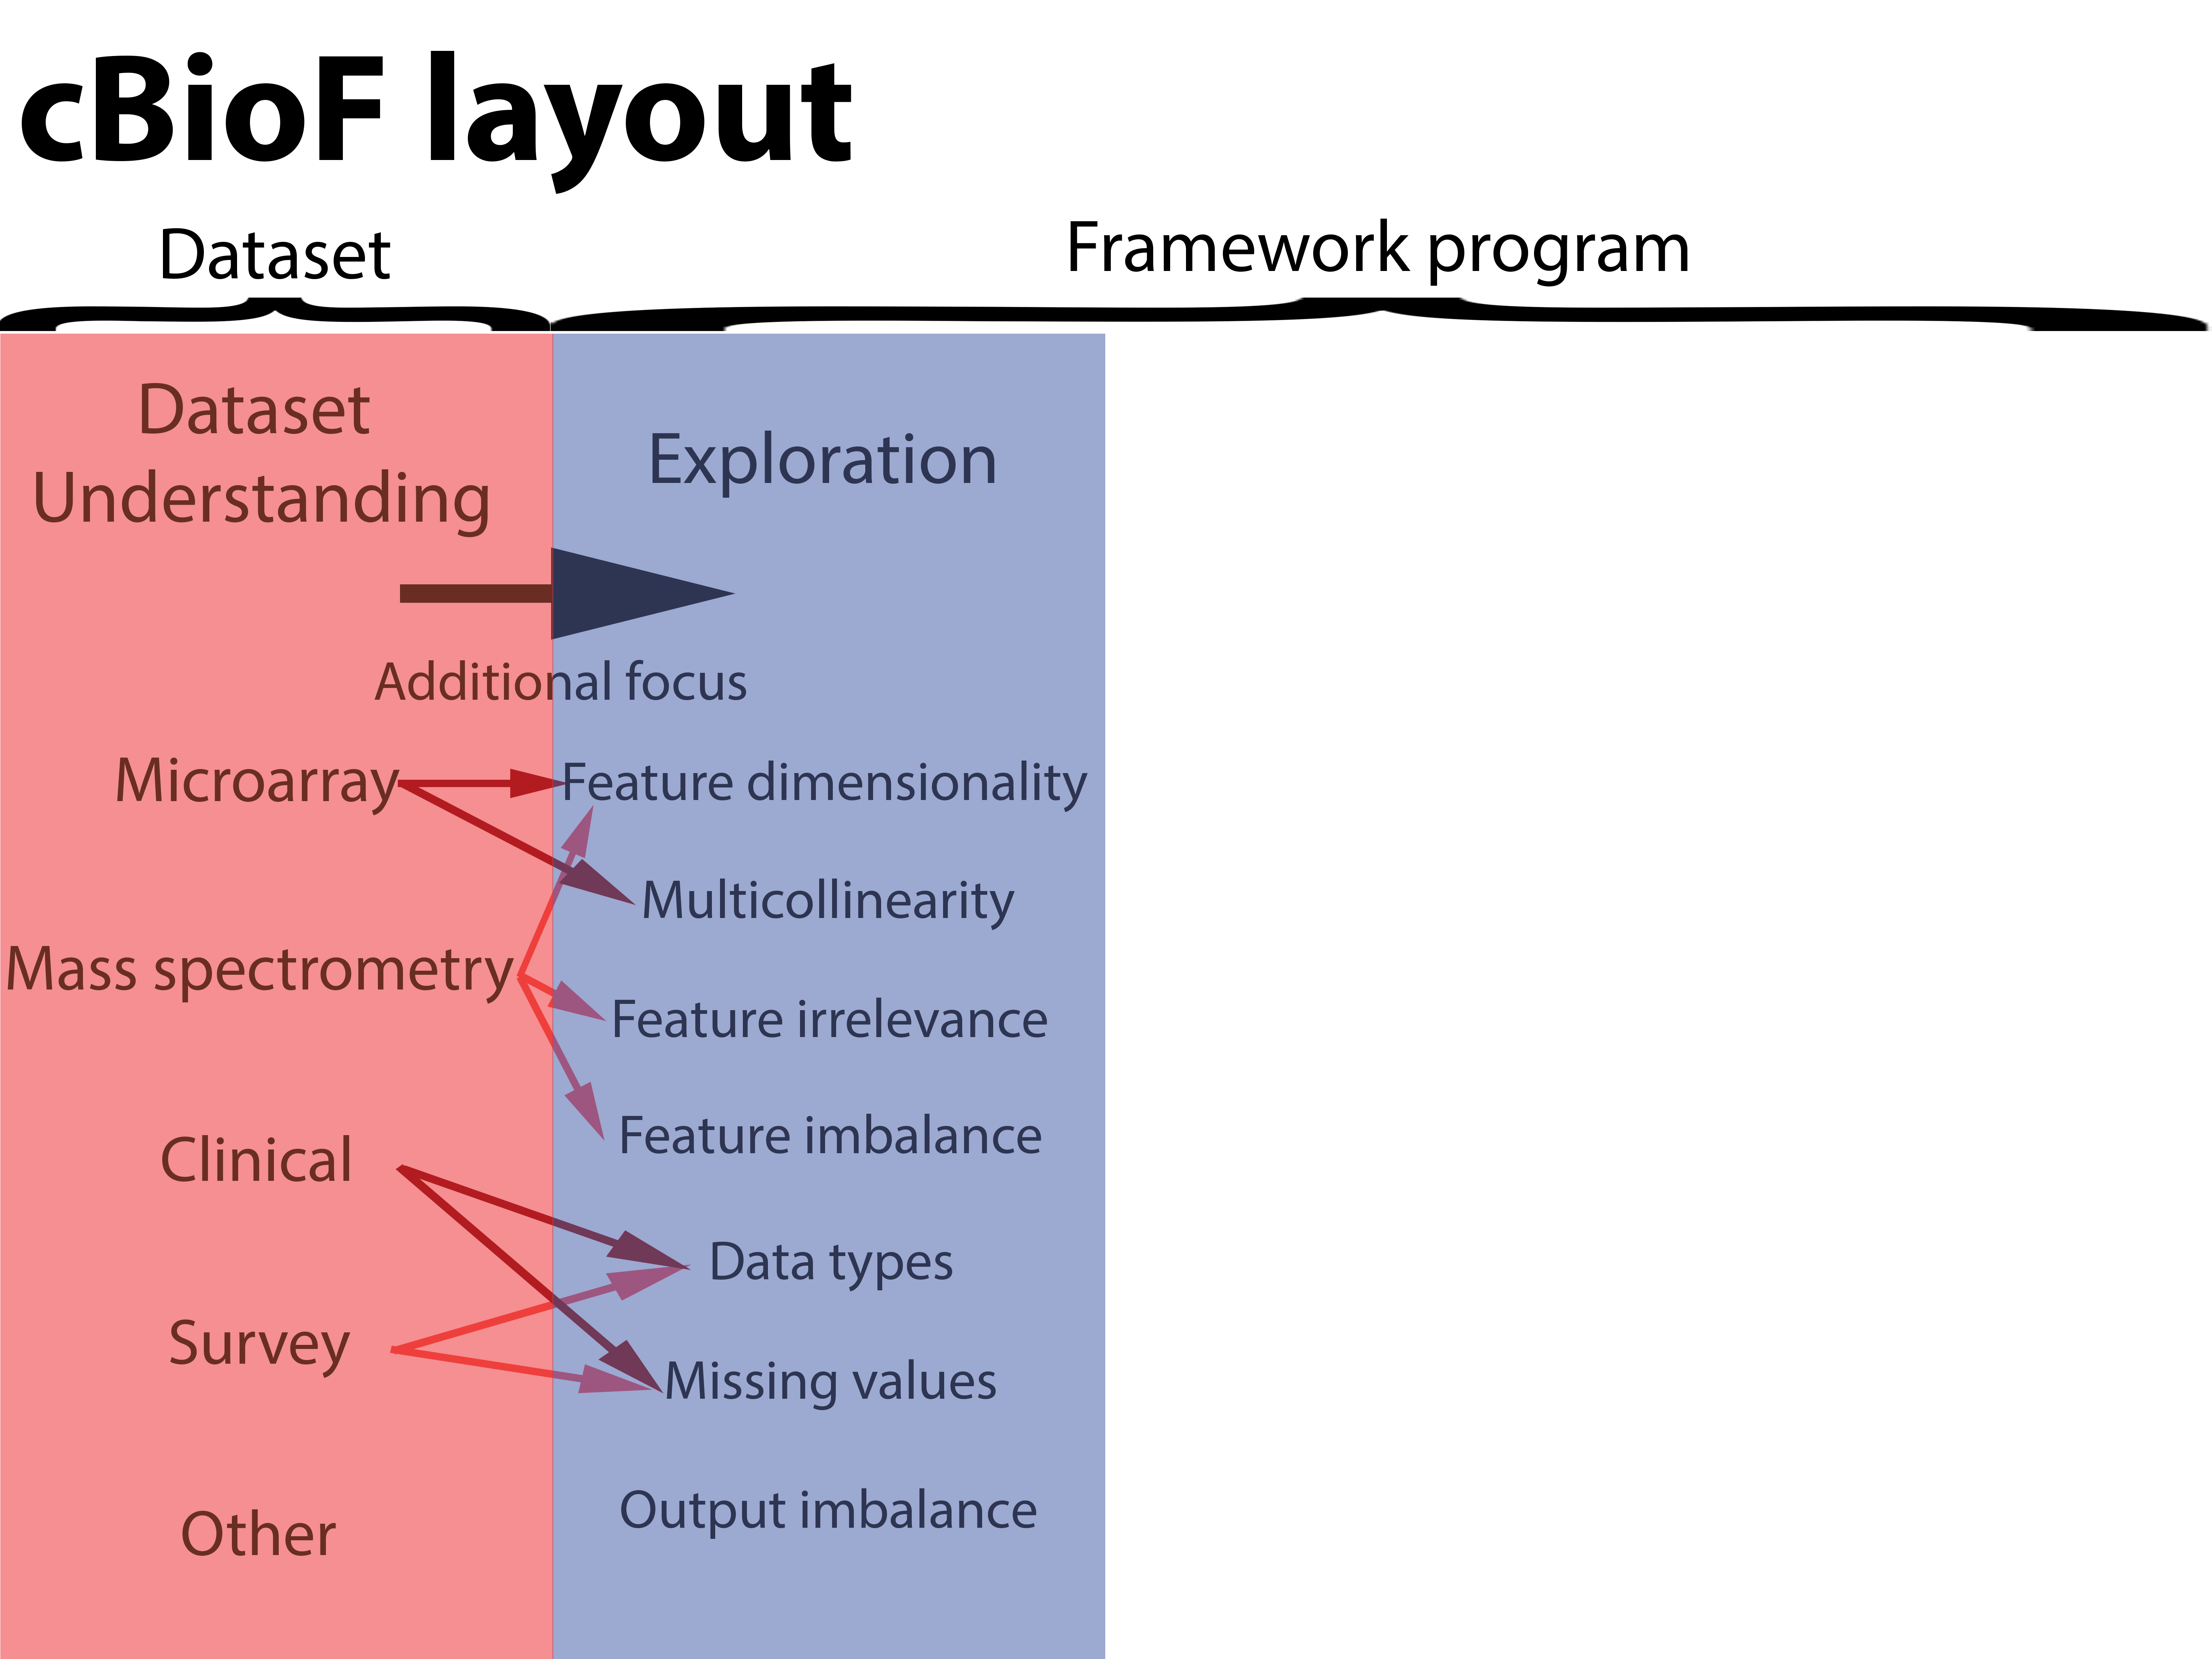 cBioF layout
Dataset
Framework program
Dataset
Understanding
Exploration
Additional focus
Microarray
Feature dimensionality
Multicollinearity
Mass spectrometry
Feature irrelevance
Feature imbalance
Clinical
Data types
Survey
Missing values
Output imbalance
Other